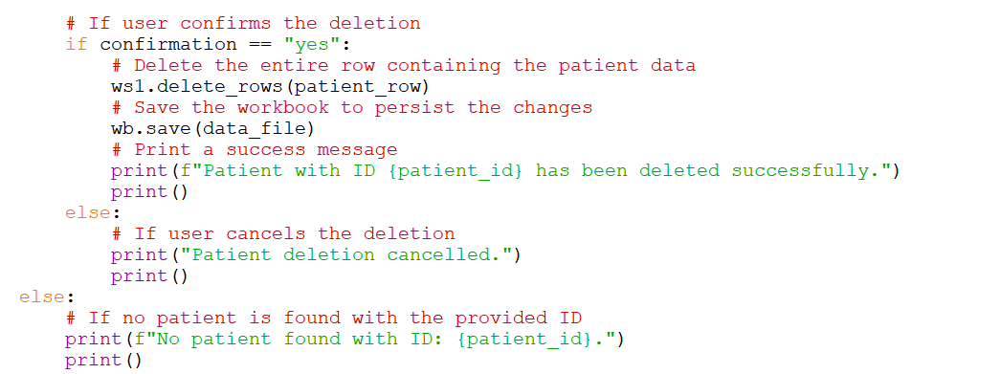 # If user confirms the deletion
if confirmation == "yes":
# Delete the entire row containing the patient data
ws1.delete_rows(patient_row)
# Save the workbook to persist the changes
wb.save(data_file)
# Print a success message
print(f"Patient with ID {patient_id} has been deleted successfully.")
print()
else:
# If user cancels the deletion
print("Patient deletion cancelled.")
print()
else:
# If no patient is found with the provided ID
print(f"No patient found with ID: {patient_id}.")
print()